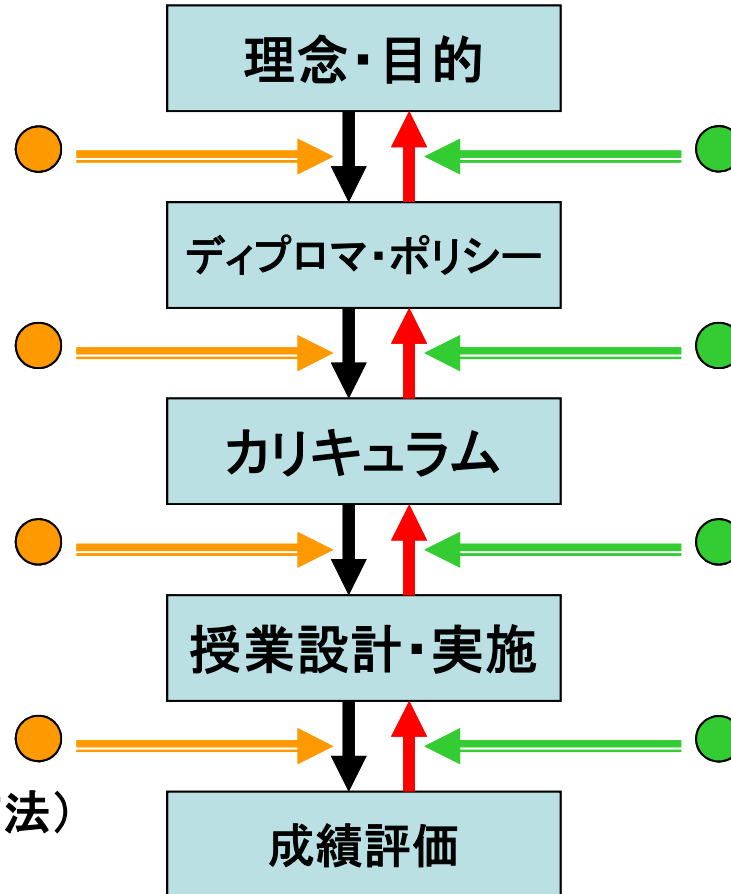 理念・目的
ディプロマ・ポリシー
カリキュラム
授業設計・実施
法）
成績評価